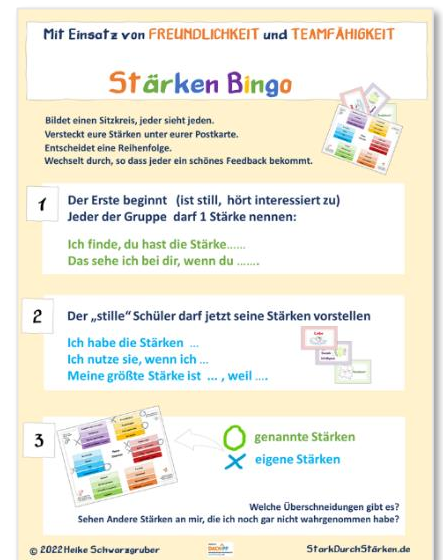 Mit Einsatz von FREUNDLICHKEIT und TEAMFÄHIGKEIT
Stärken Bingo
Bildet einen Sitzkreis, jeder sieht jeden.
Versteckt eure Stärken unter eurer Postkarte.
Entscheidet eine Reihenfolge.
Wechselt durch, so dass jeder ein schönes Feedback bekommt.
1
Der Erste beginnt (ist still, hört interessiert zu)
Jeder der Gruppe darf 1 Stärke nennen:
Ich finde, du hast die Stärke......
Das sehe ich bei dir, wenn du .......
2
Der „stille“ Schüler darf jetzt seine Stärken vorstellen
Ich habe die Stärken ...
Ich nutze sie, wenn ich ...
Meine größte Stärke ist ... , weil ....
3
genannte Stärken
eigene Stärken
Welche Überschneidungen gibt es?
Sehen Andere Stärken an mir, die ich noch gar nicht wahrgenommen habe?
© 2022 Heike Schwarzgruber
StarkDurchStärken.de